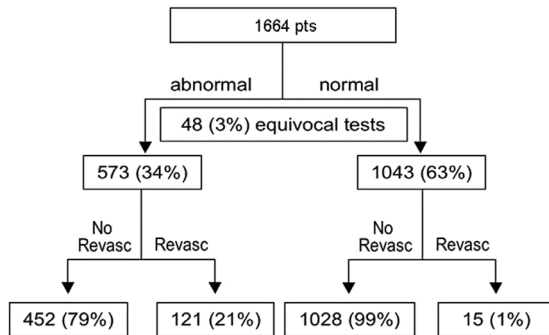 1664 pts
abnormal normal
48 (3%) equivocal tests
573 (34%) 1043 (63%)
No
Revasc Revasc
No
Revasc Revasc
452 (79%) 121 (21%) 1028 (99%) 15 (1%)